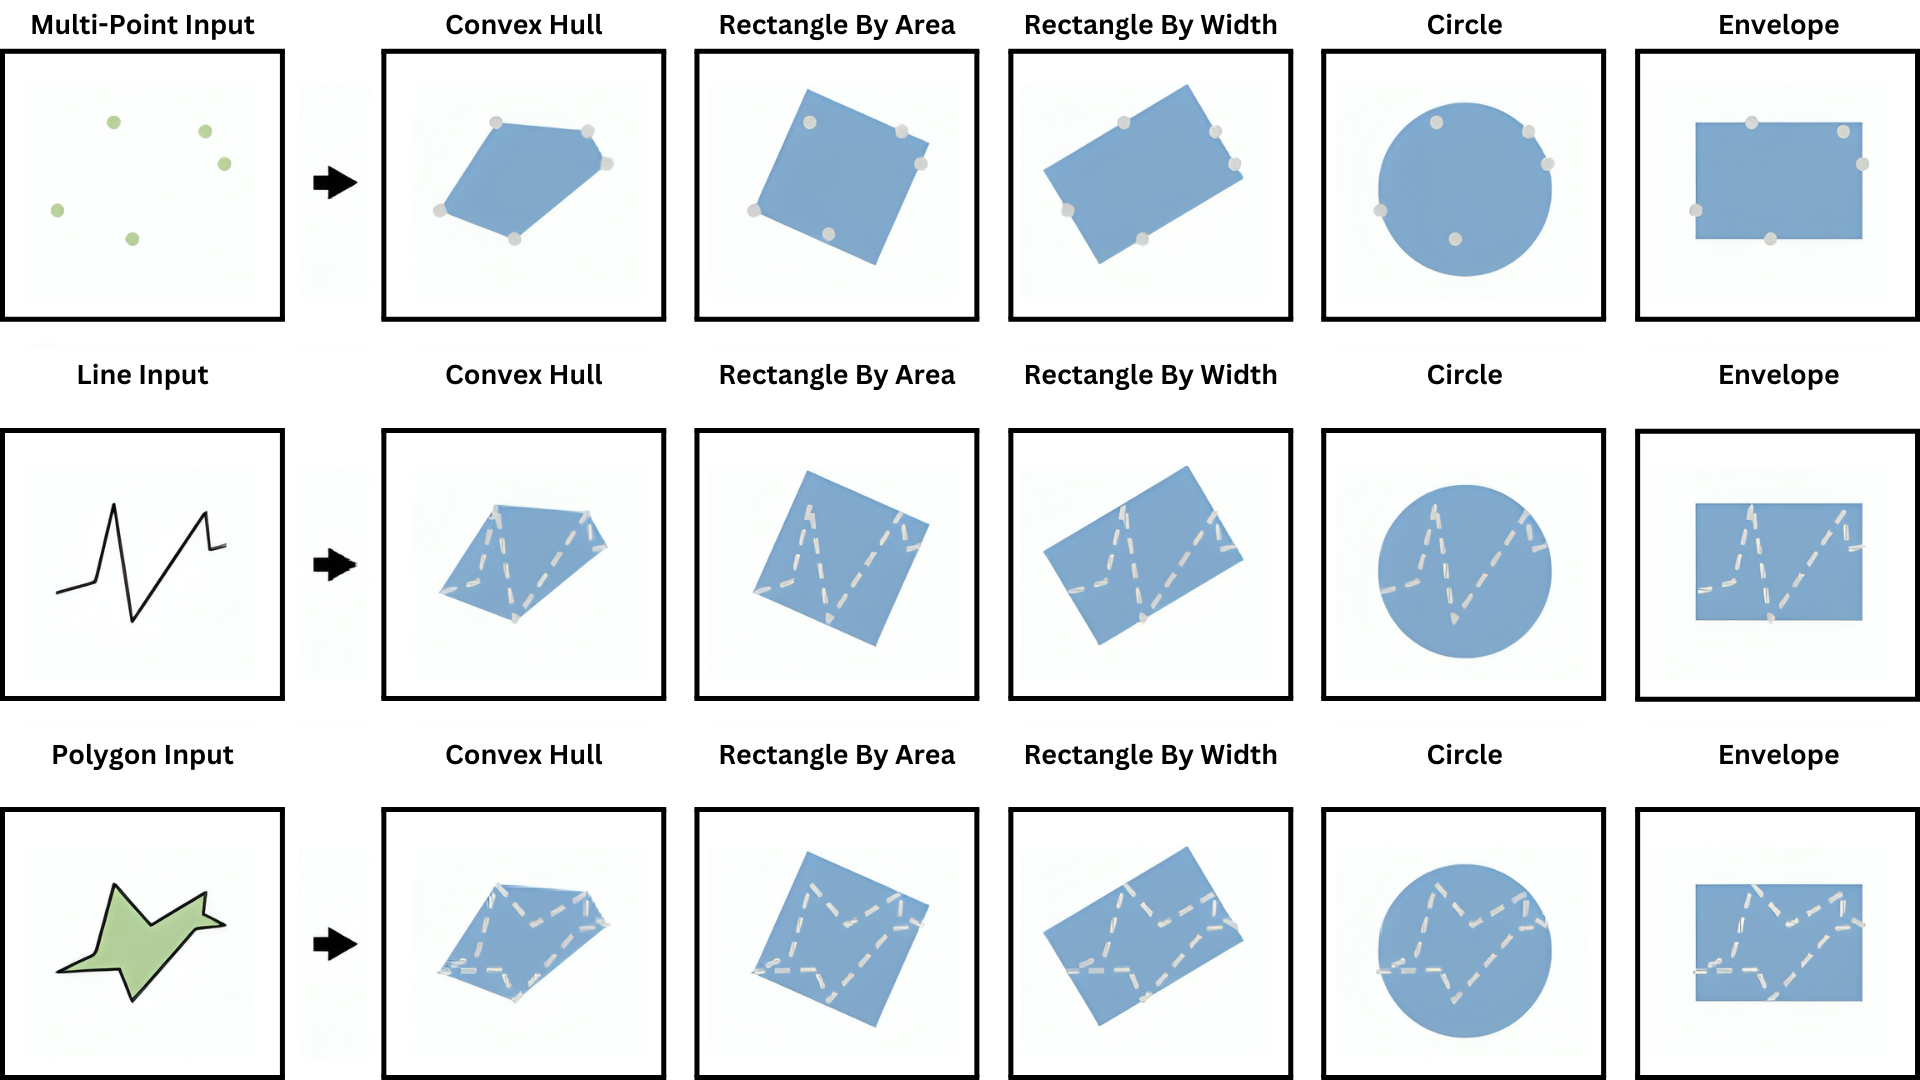 Multi-Point Input
Convex Hull
Rectangle By Area
Rectangle By Width
Circle
Envelope
Line Input
Convex Hull
Rectangle By Area
Rectangle By Width
Circle
Envelope
Polygon Input
Convex Hull
Rectangle By Area
Rectangle By Width
Circle
Envelope